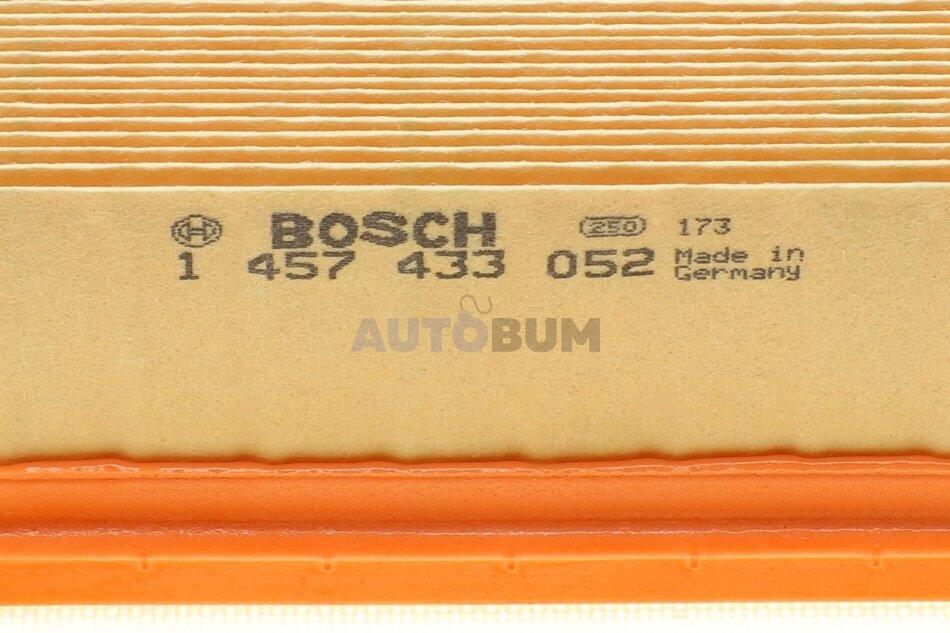 BOSCH 250 173
1 457 433 052 Made in
Germany
AUTOBUM